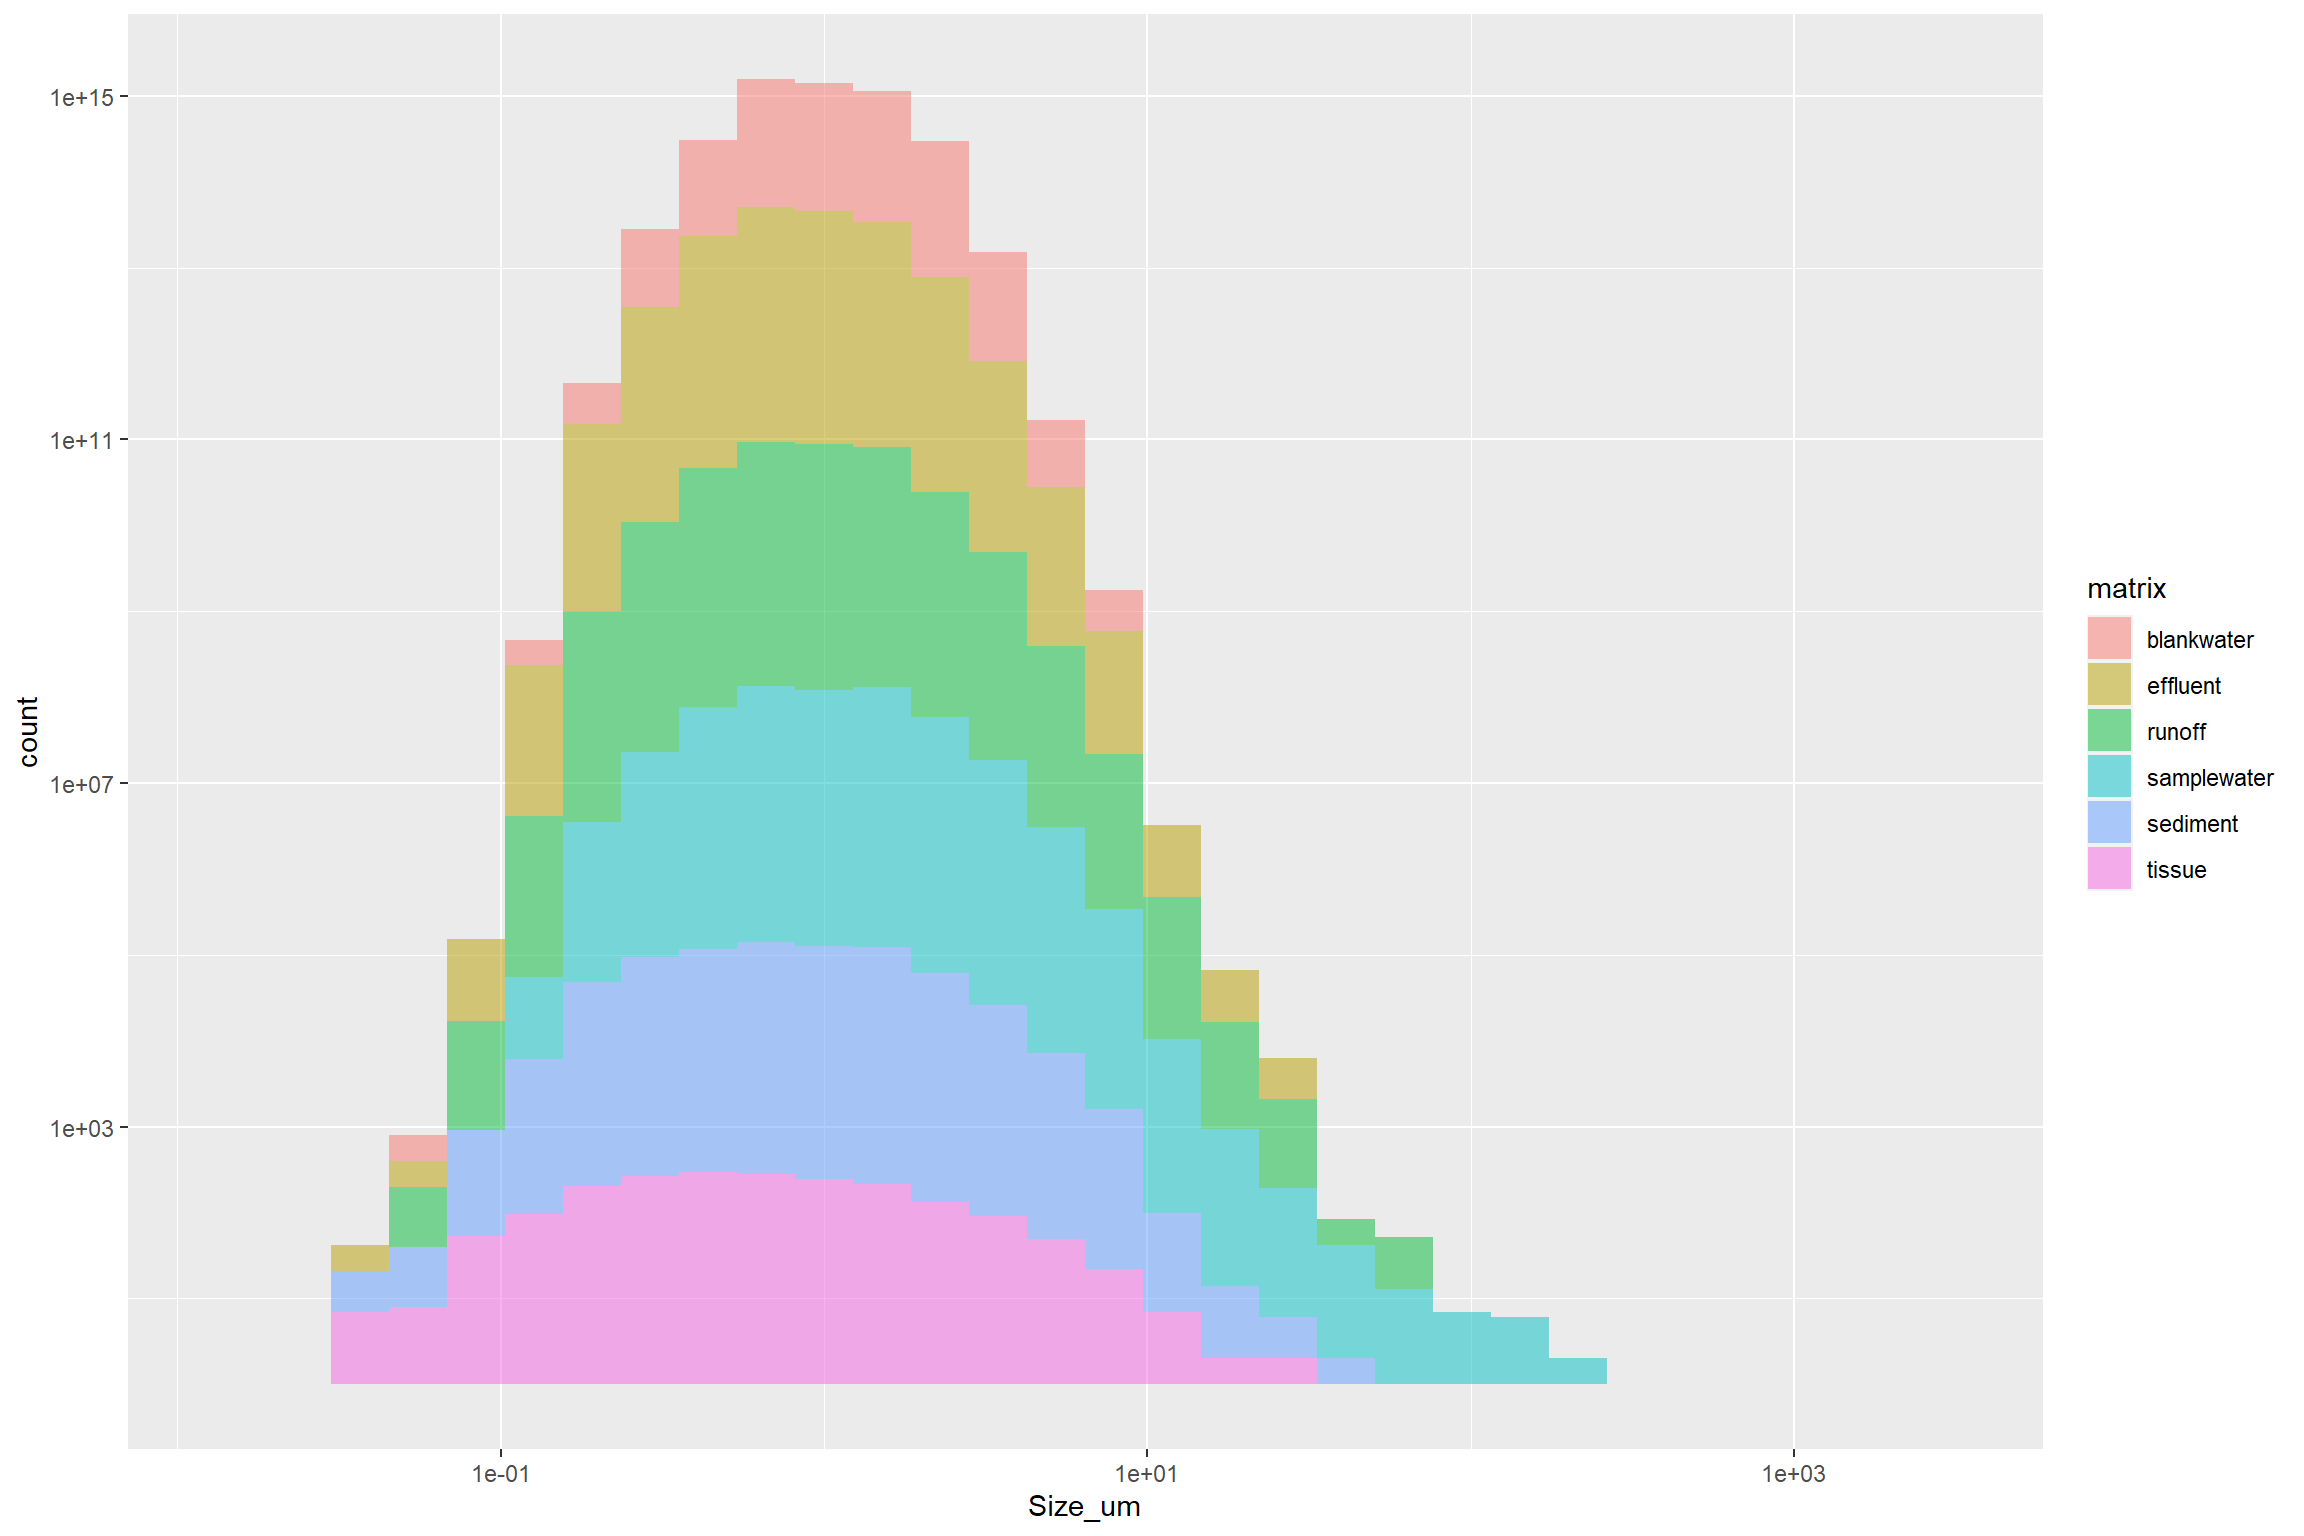 1e+15
1e+11
1e+07
1e+03
count
1e-01
1e+01
1e+03
Size_um
matrix
blankwater
effluent
runoff
samplewater
sediment
tissue